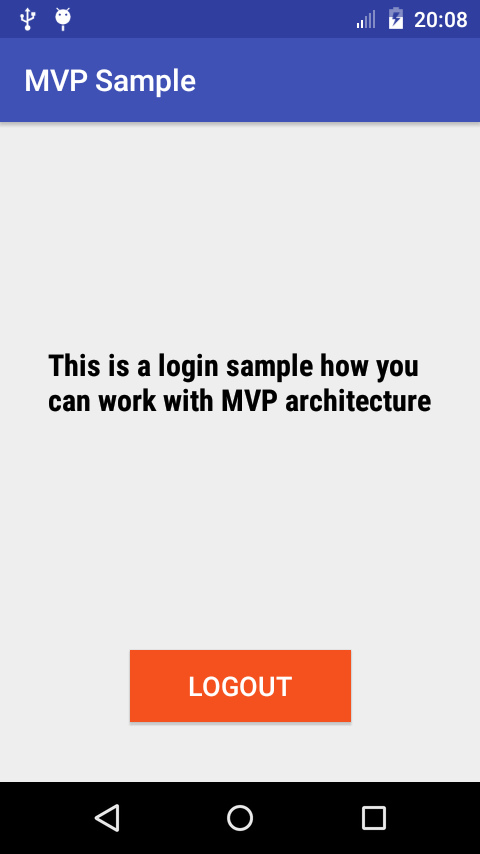 20:08
MVP Sample
This is a login sample how you
can work with MVP architecture
LOGOUT